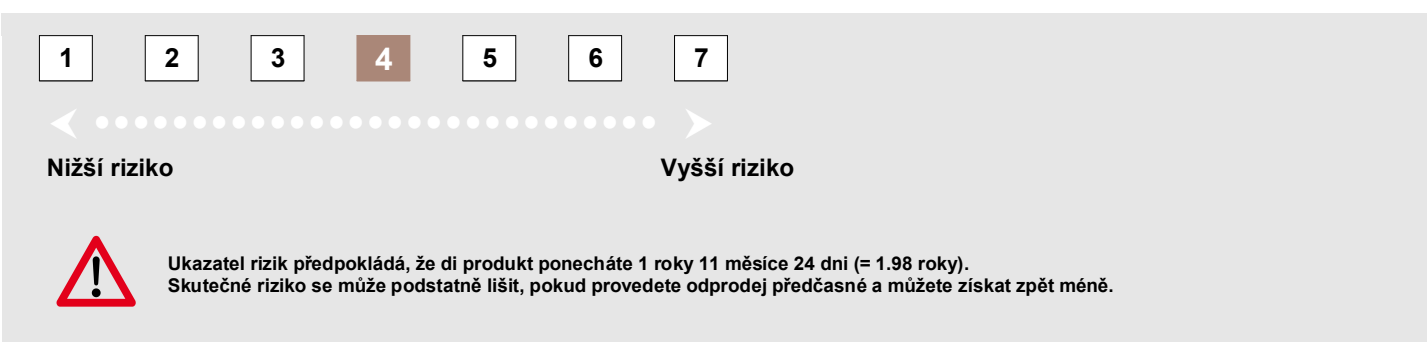 1 2 3 4 5 6 7
Nižší riziko Vyšší riziko
Ukazatel rizik předpokládá, že di produkt ponecháte 1 roky 11 měsíce 24 dni (= 1.98 roky).
Skutečné riziko se může podstatně lišit, pokud provedete odprodej předčasné a můžete získat zpět méně.